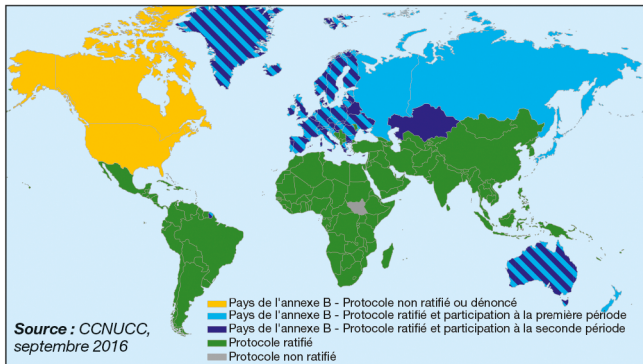 Pays de l'annexe B - Protocole non ratifié ou dénoncé
Pays de l'annexe B - Protocole ratifié et participation à la première période
Pays de l'annexe B - Protocole ratifié et participation à la seconde période
Protocole ratifié
Protocole non ratifié
Source : CCNUCC,
septembre 2016